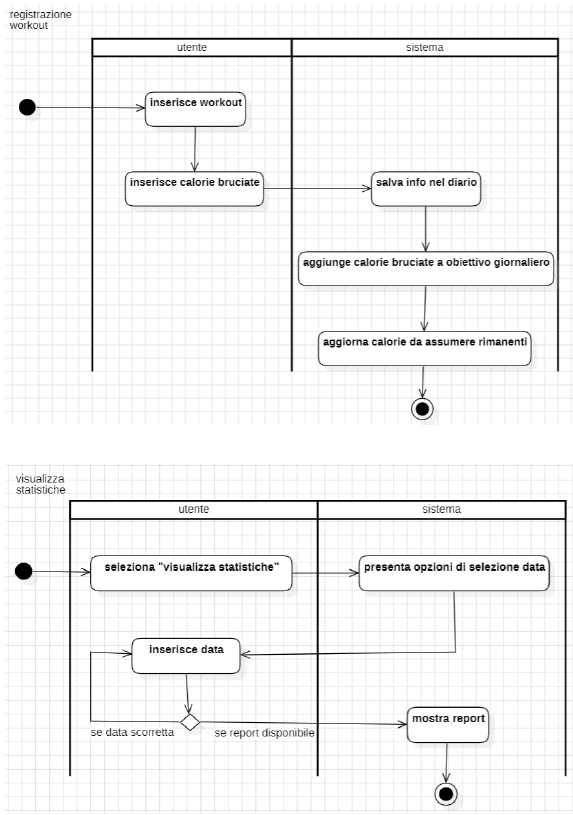 registrazione
workout
utente
sistema
inserisce workout
inserisce calorie bruciate
salva info nel diario
aggiunge calorie bruciate a obiettivo giornaliero
aggiorna calorie da assumere rimanenti
visualizza
statistiche
utente
sistema
seleziona "visualizza statistiche"
presenta opzioni di selezione data
inserisce data
mostra report
se data scorretta
se report disponibile